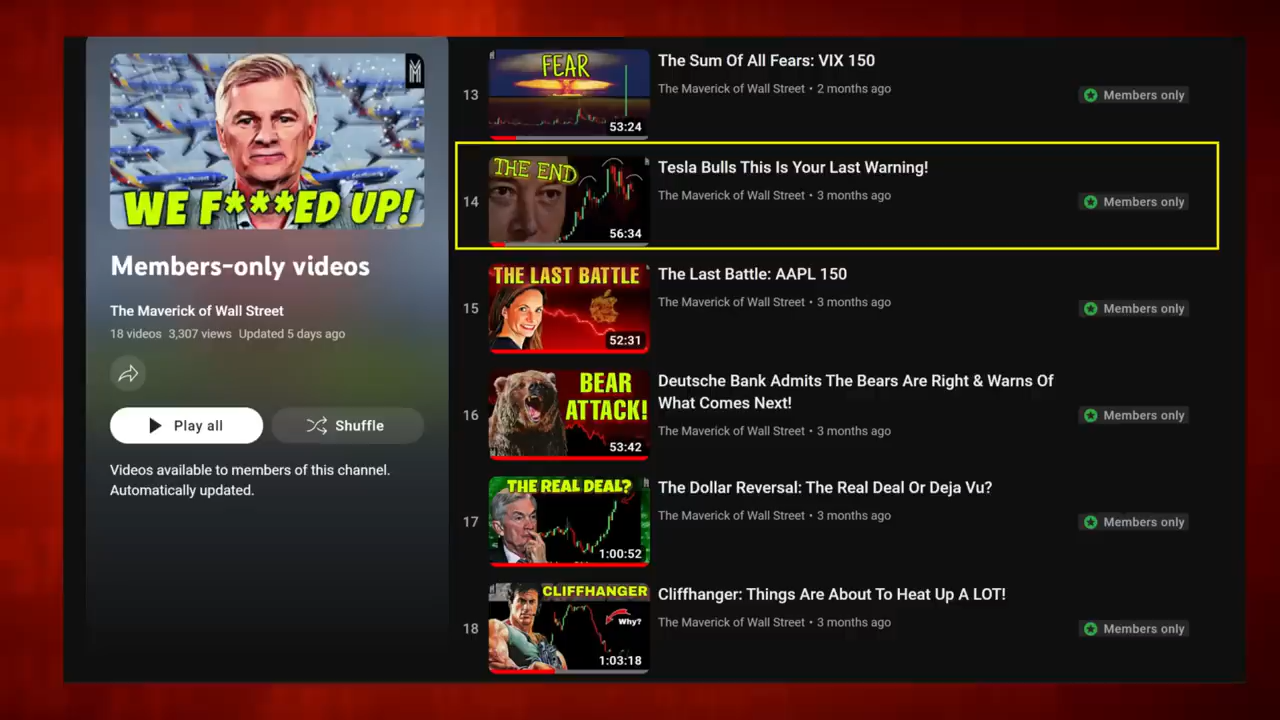 WE F***ED UP!
Members-only videos
The Maverick of Wall Street
18 videos 3,307 views Updated 5 days ago
Play all
Shuffle
Videos available to members of this channel.
Automatically updated.
13
FEAR
53:24
The Sum Of All Fears: VIX 150
The Maverick of Wall Street • 2 months ago
Members only
14
THE END
56:34
Tesla Bulls This Is Your Last Warning!
The Maverick of Wall Street • 3 months ago
Members only
15
THE LAST BATTLE
52:31
The Last Battle: AAPL 150
The Maverick of Wall Street • 3 months ago
Members only
16
BEAR
ATTACK!
53:42
Deutsche Bank Admits The Bears Are Right & Warns Of
What Comes Next!
The Maverick of Wall Street • 3 months ago
Members only
17
THE REAL DEAL?
1:00:52
The Dollar Reversal: The Real Deal Or Deja Vu?
The Maverick of Wall Street • 3 months ago
Members only
18
CLIFFHANGER
Why?
1:03:18
Cliffhanger: Things Are About To Heat Up A LOT!
The Maverick of Wall Street • 3 months ago
Members only